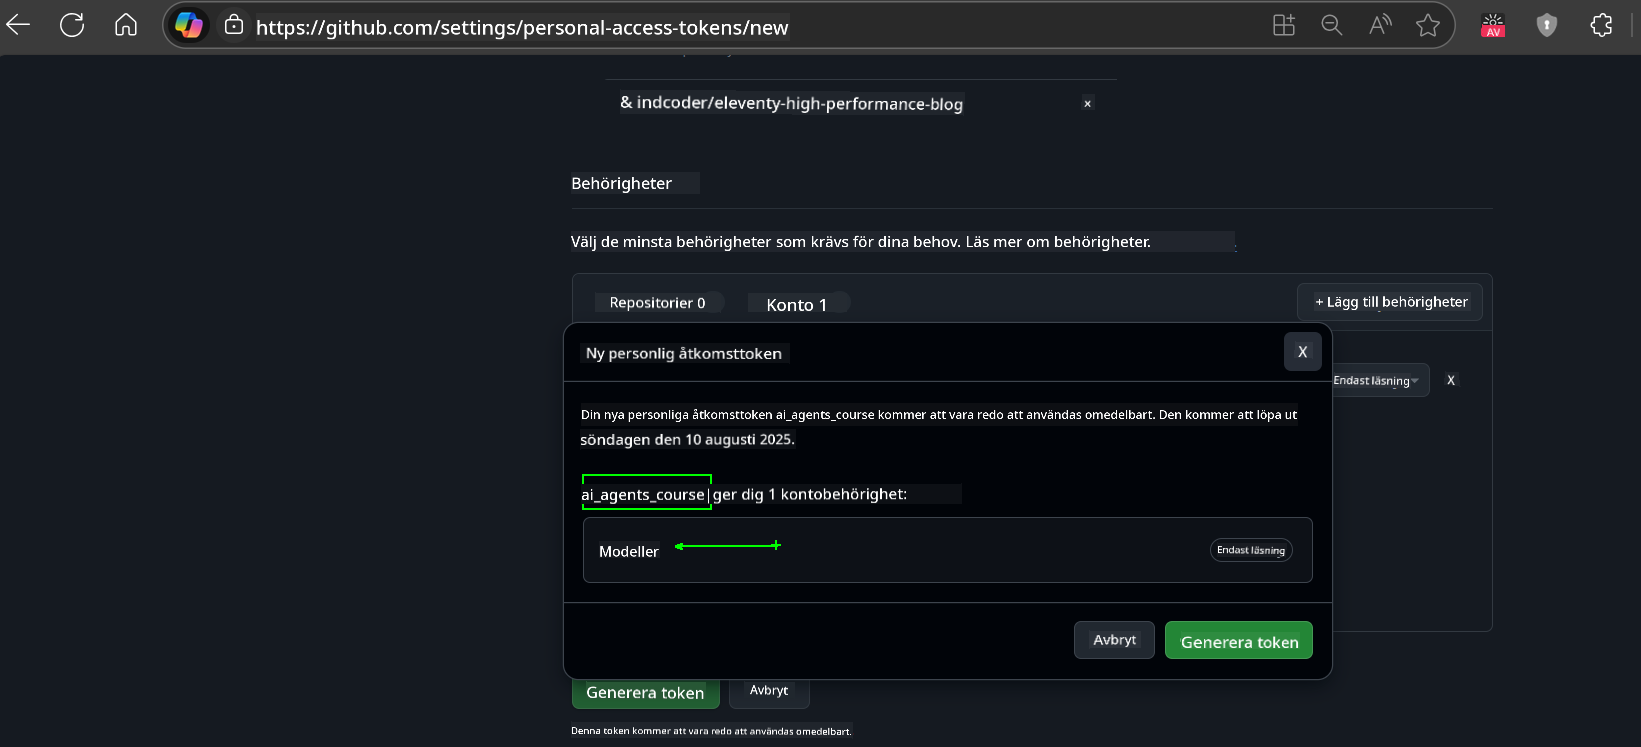 https://github.com/settings/personal-access-tokens/new
AV
& indcoder/eleventy-high-performance-blog x
Behörigheter
Välj de minsta behörigheter som krävs för dina behov. Läs mer om behörigheter.
Repositorier 0 Konto 1 + Lägg till behörigheter
Ny personlig åtkomsttoken X
Endast läsning X
Din nya personliga åtkomsttoken ai_agents_course kommer att vara redo att användas omedelbart. Den kommer att löpa ut
söndagen den 10 augusti 2025.
ai_agents_course ger dig 1 kontobehörighet:
Modeller Endast läsning
Avbryt Generera token
Generera token Avbryt
Denna token kommer att vara redo att användas omedelbart.